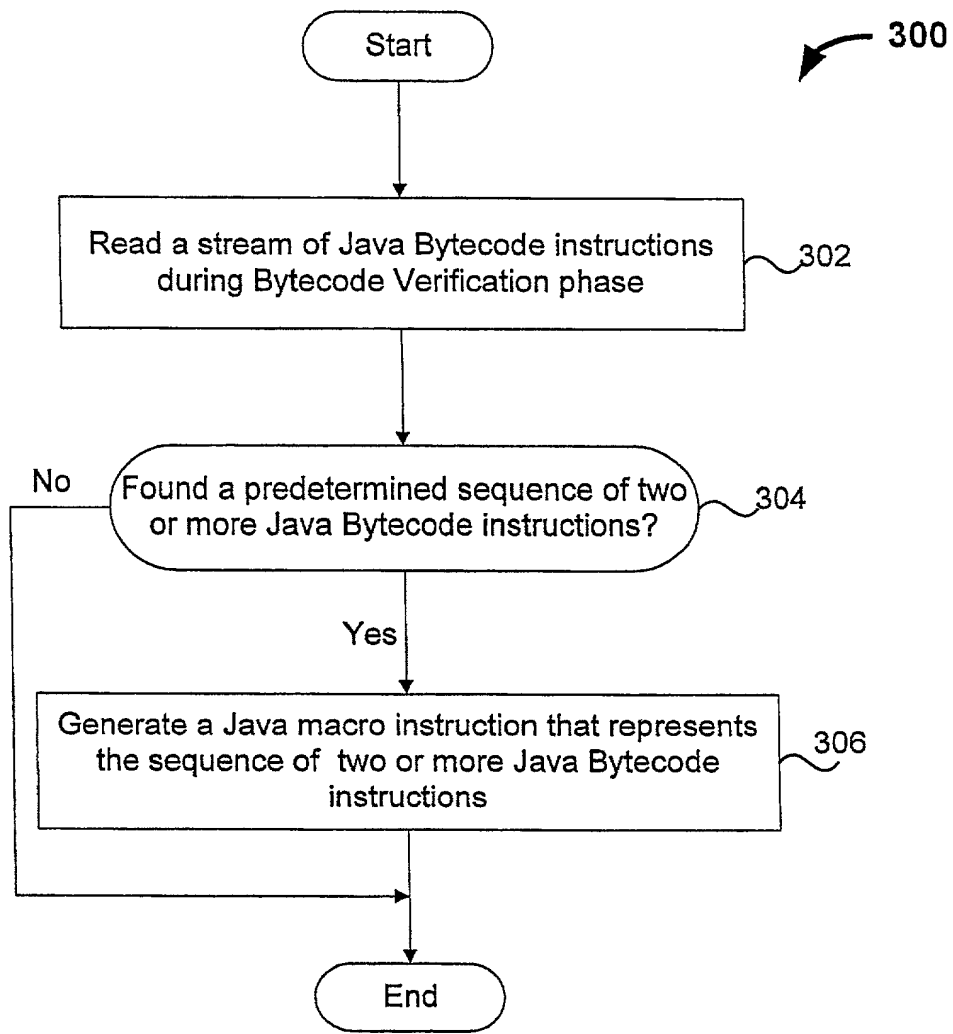 Start
300
Read a stream of Java Bytecode instructions
during Bytecode Verification phase
302
No
Found a predetermined sequence of two
or more Java Bytecode instructions?
304
Yes
Generate a Java macro instruction that represents
the sequence of two or more Java Bytecode
instructions
306
End